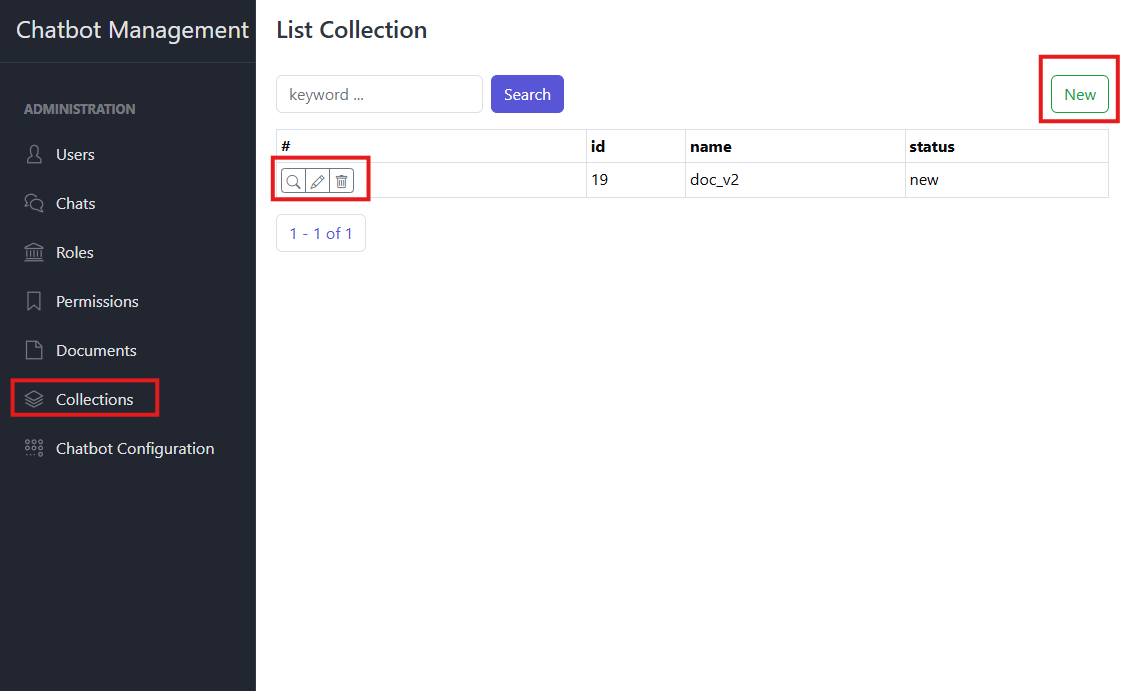 Chatbot Management
ADMINISTRATION
Users
Chats
Roles
Permissions
Documents
Collections
Chatbot Configuration
List Collection
keyword ... Search New
# id name status
19 doc_v2 new
1 - 1 of 1